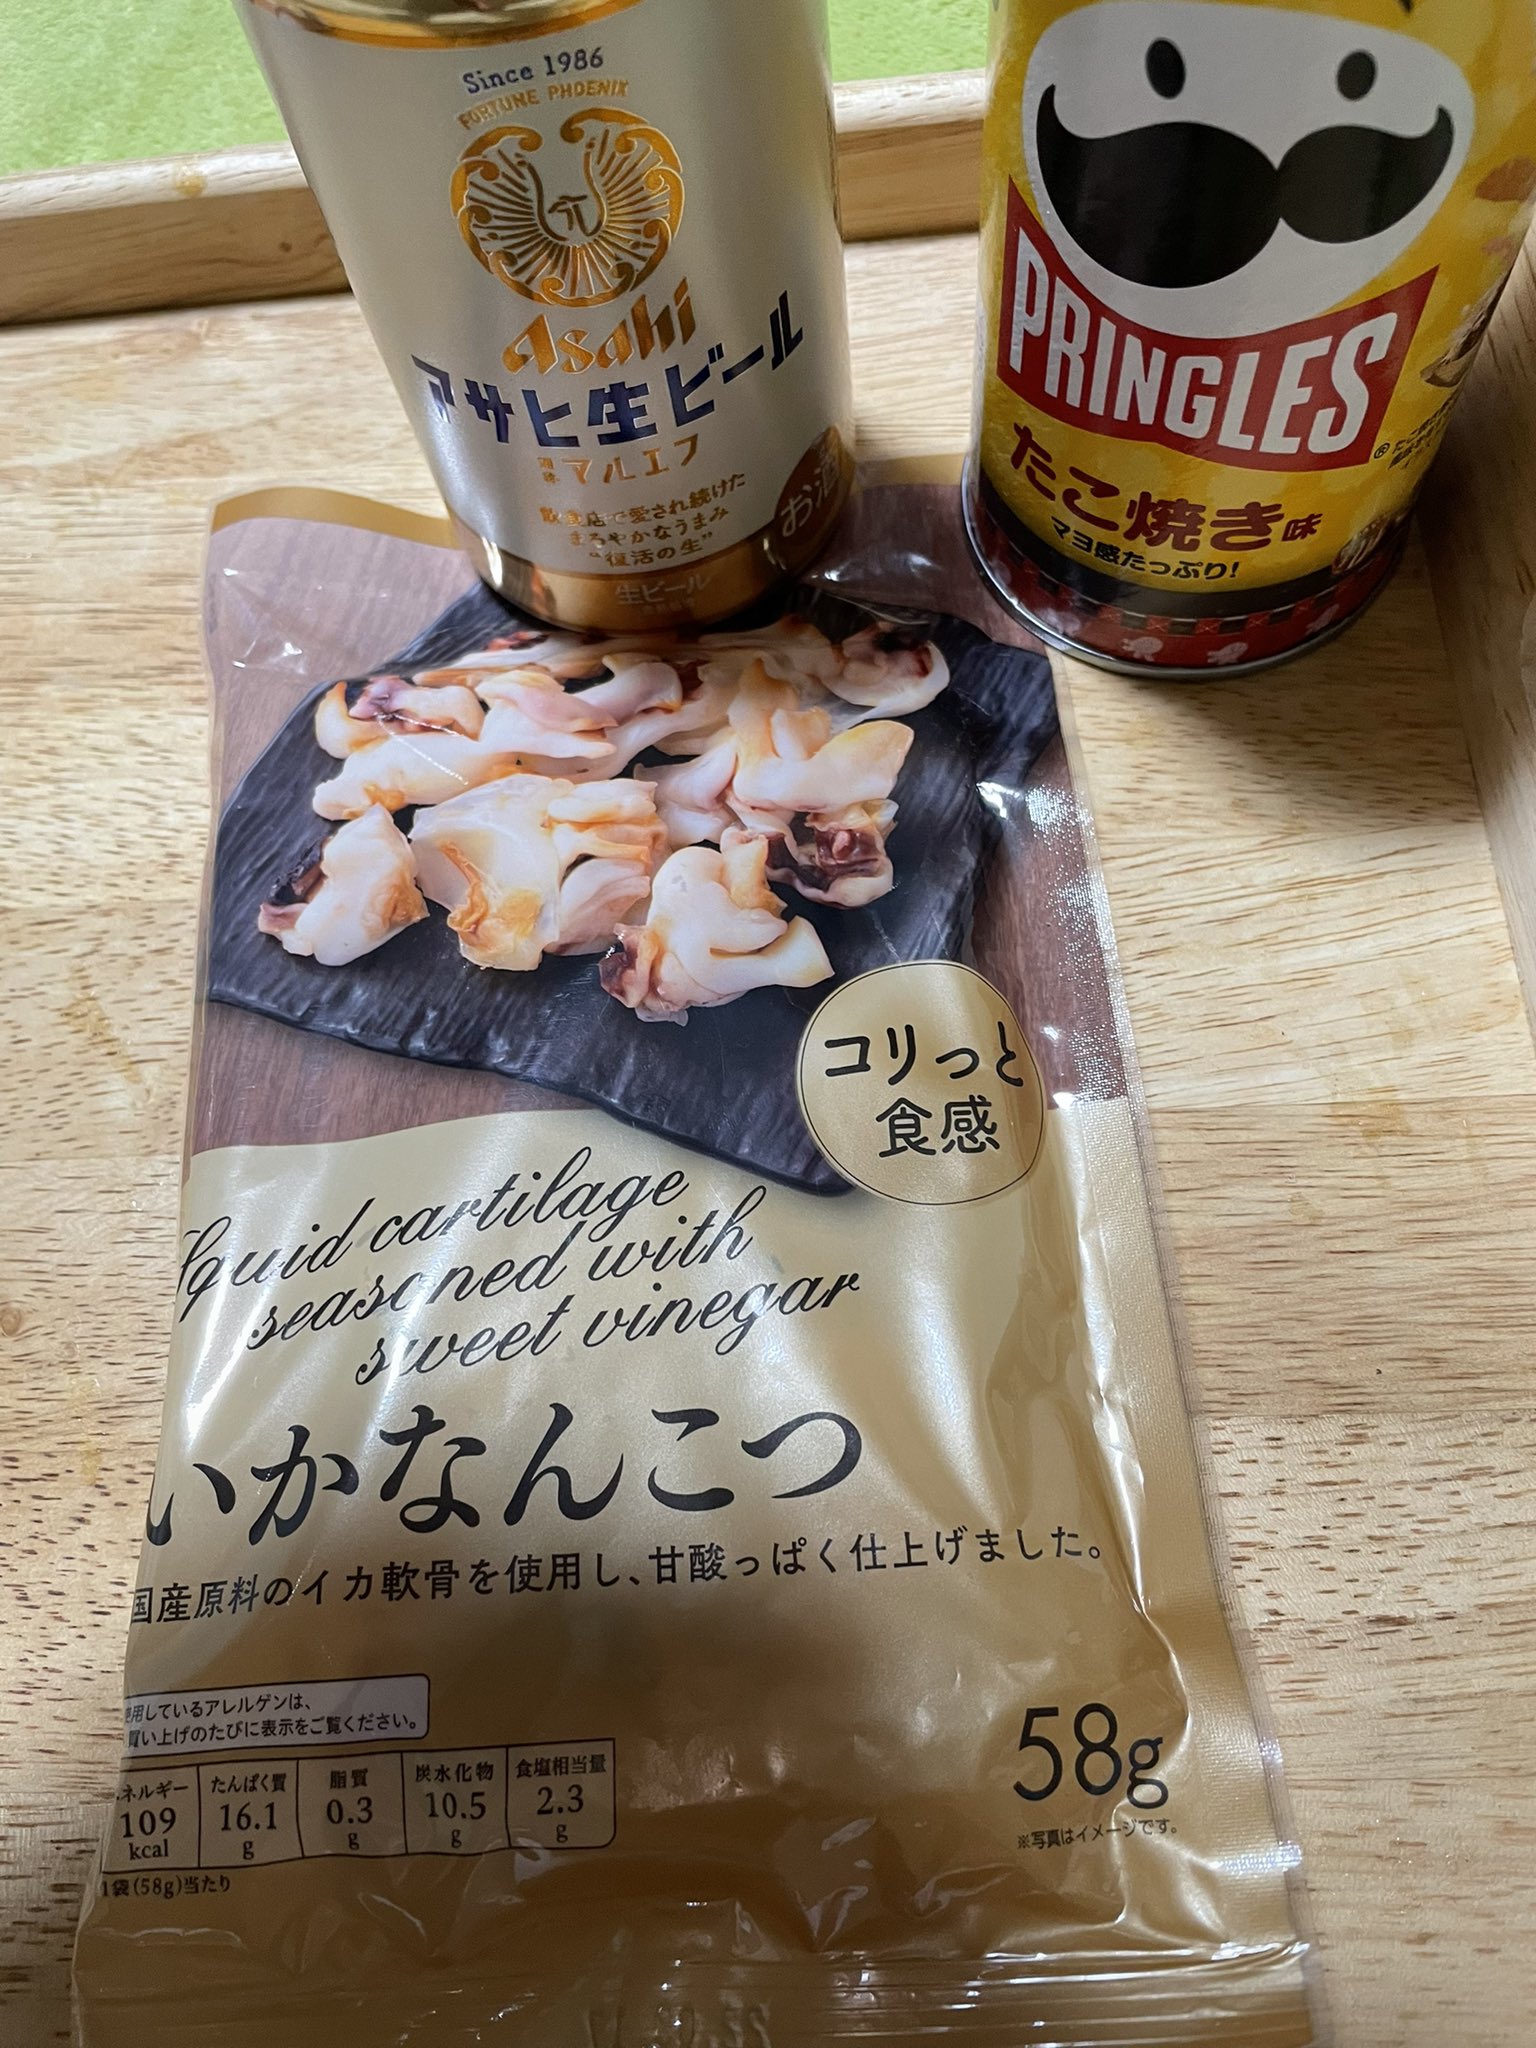 Since 1986
FORTUNE PHOENIX
Asahi
アサヒ生ビール
通称 マルエフ
飲食店で愛され続けた
まろやかなうまみ
“復活の生”
お酒
生ビール
PRINGLES
®
たこ焼き味
マヨ感たっぷり!
コリっと
食感
Squid cartilage
seasoned with
sweet vinegar
いかなんこつ
国産原料のイカ軟骨を使用し、甘酸っぱく仕上げました。
使用しているアレルゲンは、
買い上げのたびに表示をご覧ください。
エネルギー 109 kcal
たんぱく質 16.1 g
脂質 0.3 g
炭水化物 10.5 g
食塩相当量 2.3 g
1袋(58g)当たり
58g
※写真はイメージです。